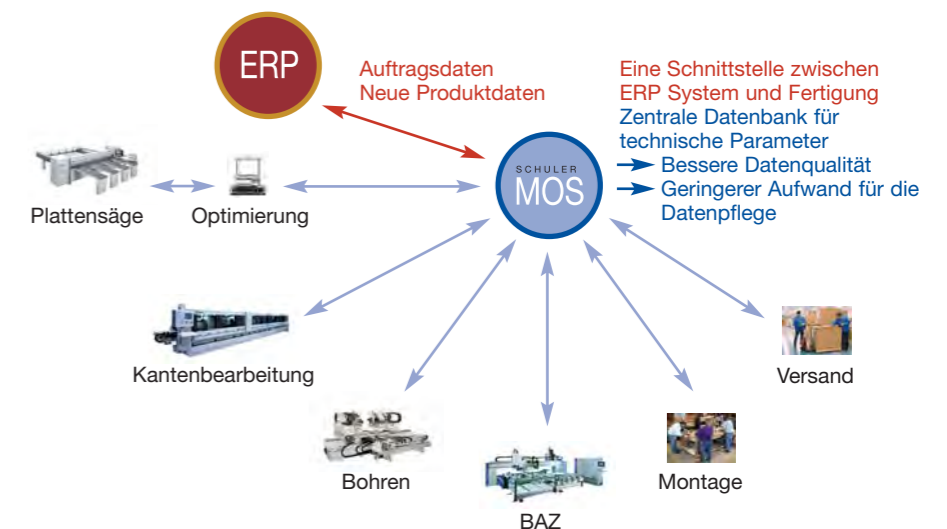 ERP
Auftragsdaten
Neue Produktdaten
Eine Schnittstelle zwischen
ERP System und Fertigung
Zentrale Datenbank für
technische Parameter
Bessere Datenqualität
Geringerer Aufwand für die
Datenpflege
SCHULER
MOS
Plattensäge
Optimierung
Kantenbearbeitung
Versand
Bohren
Montage
BAZ